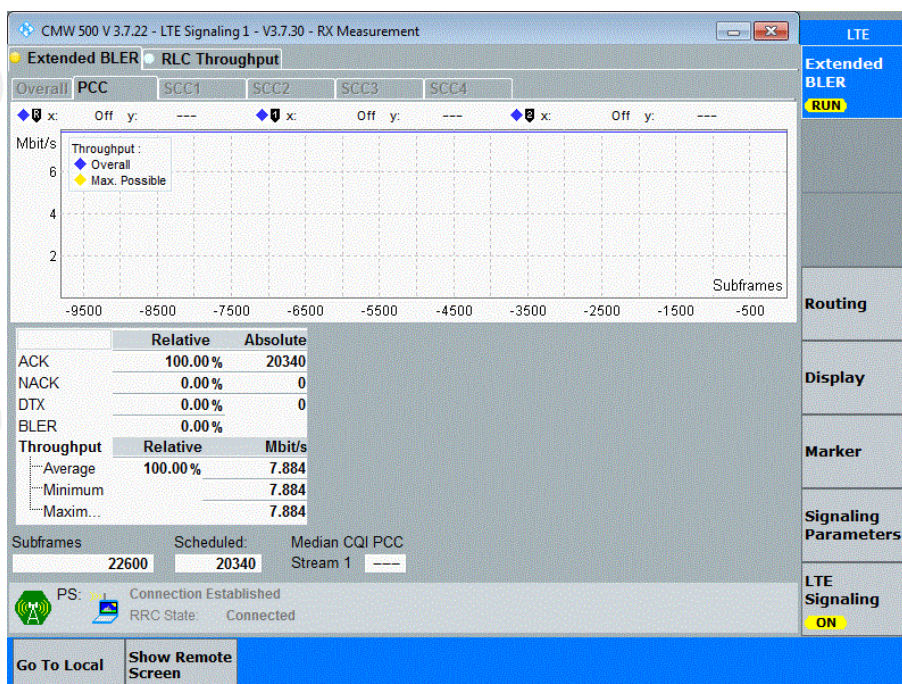 CMW 500 V 3.7.22 - LTE Signaling 1 - V3.7.30 - RX Measurement
Extended BLER RLC Throughput
Overall PCC SCC1 SCC2 SCC3 SCC4
0 x: Off y: --- 1 x: Off y: --- 2 x: Off y: ---
Mbit/s
Throughput :
Overall
Max. Possible
6
4
2
Subframes
-9500 -8500 -7500 -6500 -5500 -4500 -3500 -2500 -1500 -500
Relative Absolute
ACK 100.00 % 20340
NACK 0.00 % 0
DTX 0.00 % 0
BLER 0.00 %
Throughput Relative Mbit/s
Average 100.00 % 7.884
Minimum 7.884
Maxim... 7.884
Subframes Scheduled: Median CQI PCC
22600 20340 Stream 1 ---
PS: Connection Established
RRC State: Connected
Go To Local
Show Remote
Screen
LTE
Extended
BLER
RUN
Routing
Display
Marker
Signaling
Parameters
LTE
Signaling
ON